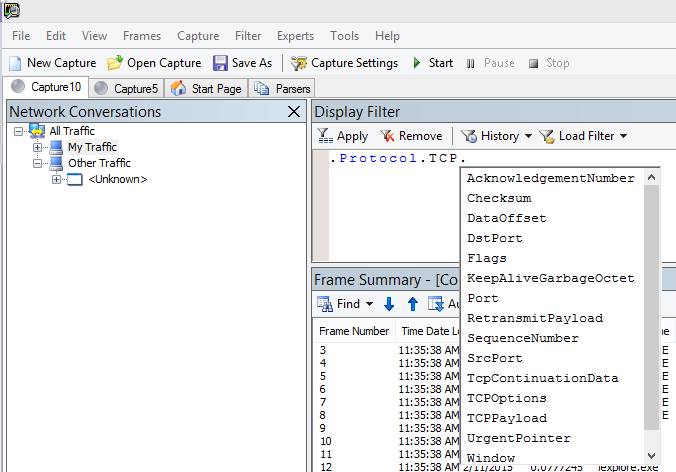 File Edit View Frames Capture Filter Experts Tools Help
New Capture Open Capture Save As Capture Settings Start Pause Stop
Capture10 Capture5 Start Page Parsers
Network Conversations
All Traffic
My Traffic
Other Traffic
<Unknown>
Display Filter
Apply Remove History Load Filter
.Protocol.TCP.
AcknowledgementNumber
Checksum
DataOffset
DstPort
Flags
KeepAliveGarbageOctet
Port
RetransmitPayload
SequenceNumber
SrcPort
TcpContinuationData
TCPOptions
TCPPayload
UrgentPointer
Window
Frame Summary - [Co
Find Au
Frame Number Time Date Lo me
3 11:35:38 AM E
4 11:35:38 AM E
5 11:35:38 AM E
6 11:35:38 AM E
7 11:35:38 AM E
8 11:35:38 AM E
9 11:35:38 AM
10 11:35:38 AM
11 11:35:38 AM
12 11:35:38 AM 2/11/2015 0.0777245 iexplore.exe